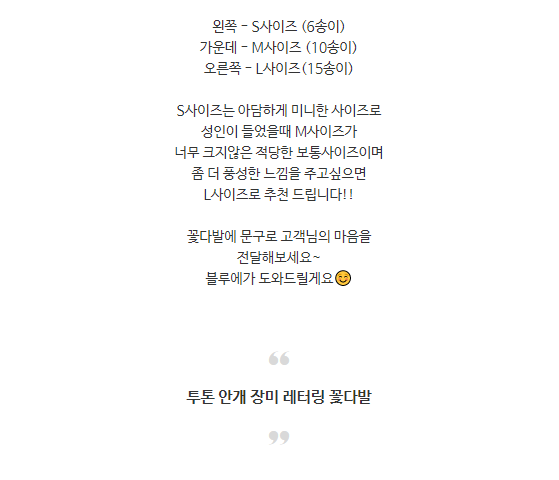 왼쪽 - S사이즈 (6송이)
가운데 - M사이즈 (10송이)
오른쪽 - L사이즈(15송이)
S사이즈는 아담하게 미니한 사이즈로
성인이 들었을때 M사이즈가
너무 크지않은 적당한 보통사이즈이며
좀 더 풍성한 느낌을 주고싶으면
L사이즈로 추천 드립니다!!
꽃다발에 문구로 고객님의 마음을
전달해보세요~
블루에가 도와드릴게요😊
“
투톤 안개 장미 레터링 꽃다발
”